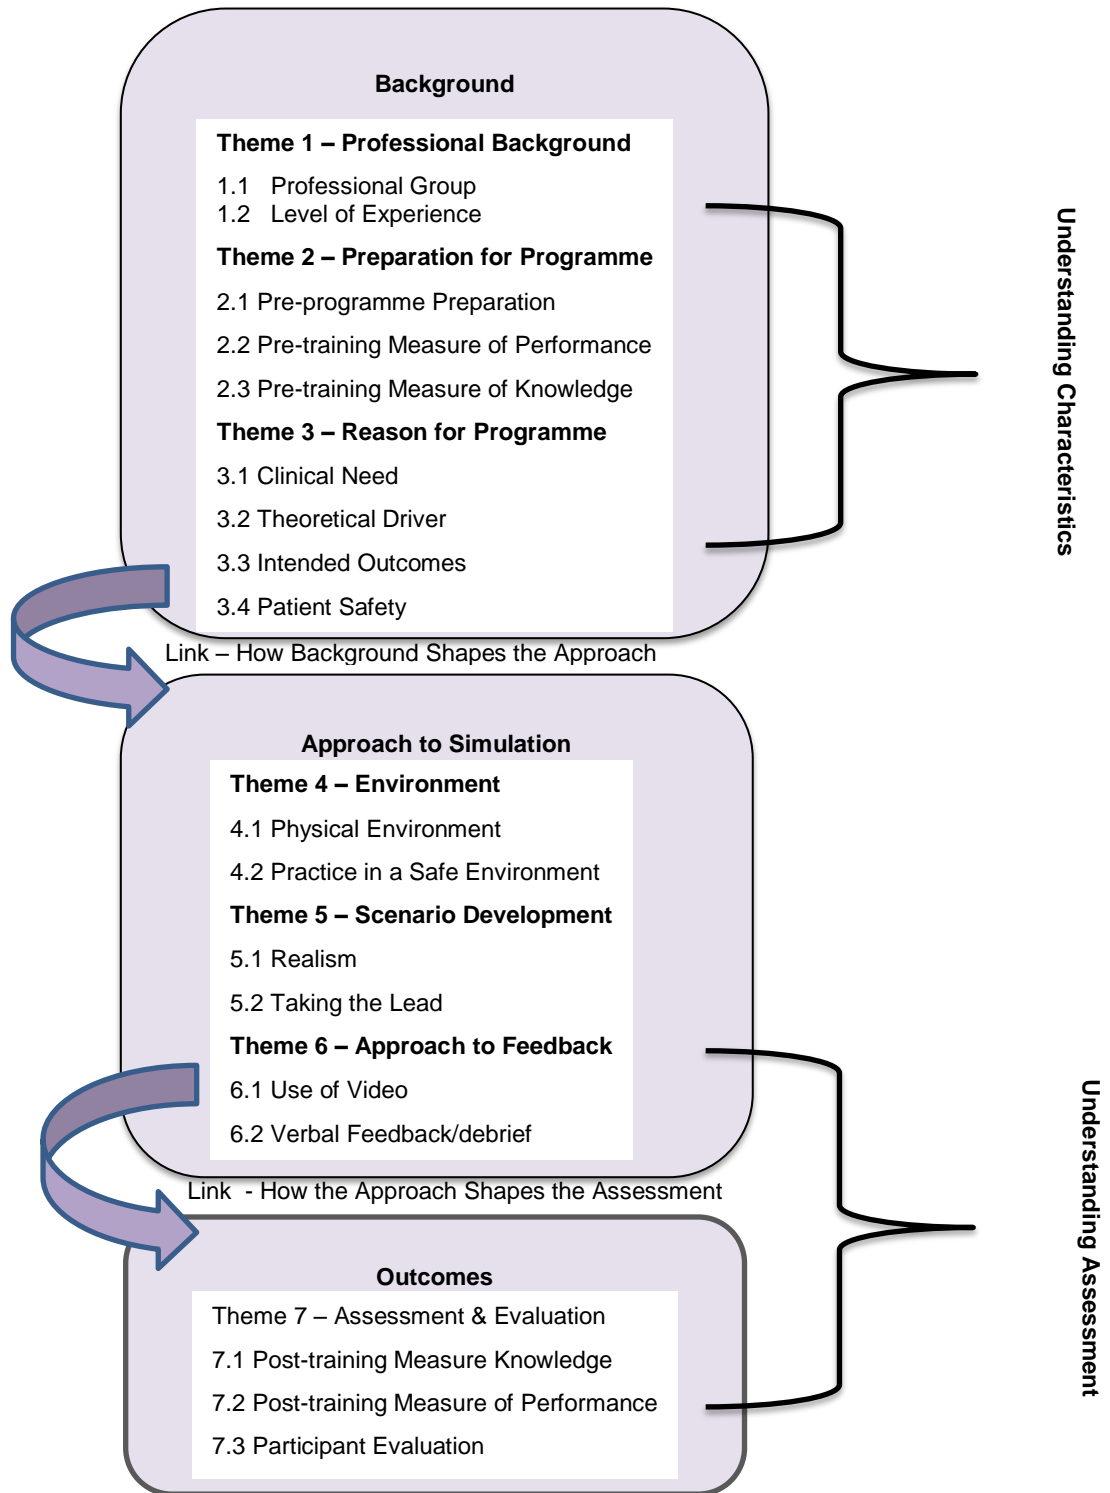 Background
Theme 1 – Professional Background
1.1 Professional Group
1.2 Level of Experience
Theme 2 – Preparation for Programme
2.1 Pre-programme Preparation
2.2 Pre-training Measure of Performance
2.3 Pre-training Measure of Knowledge
Theme 3 – Reason for Programme
3.1 Clinical Need
3.2 Theoretical Driver
3.3 Intended Outcomes
3.4 Patient Safety
Understanding Characteristics
Link – How Background Shapes the Approach
Approach to Simulation
Theme 4 – Environment
4.1 Physical Environment
4.2 Practice in a Safe Environment
Theme 5 – Scenario Development
5.1 Realism
5.2 Taking the Lead
Theme 6 – Approach to Feedback
6.1 Use of Video
6.2 Verbal Feedback/debrief
Link - How the Approach Shapes the Assessment
Understanding Assessment
Outcomes
Theme 7 – Assessment & Evaluation
7.1 Post-training Measure Knowledge
7.2 Post-training Measure of Performance
7.3 Participant Evaluation